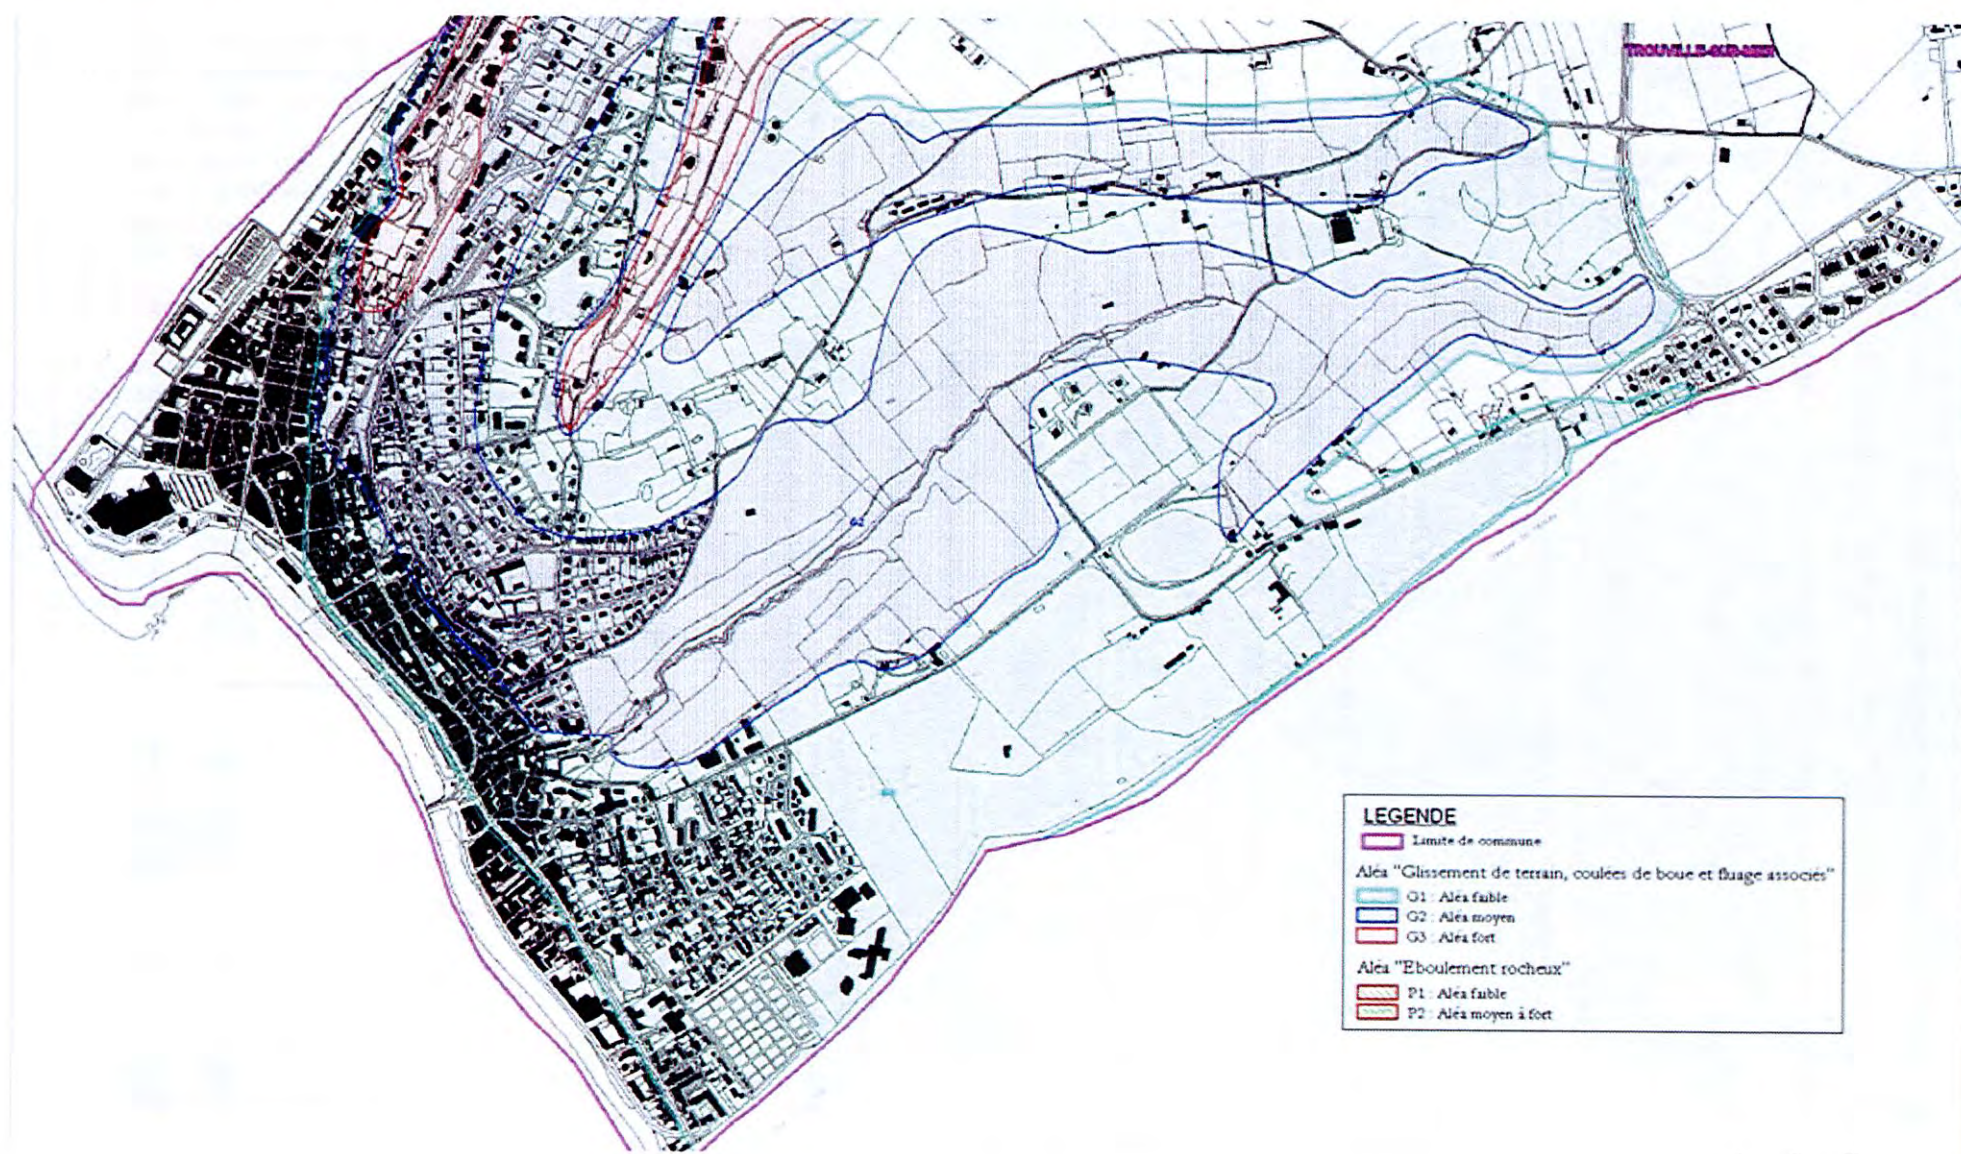 TROUVILLE-SUR-MER
G2
LEGENDE
Limite de commune
Aléa "Glissement de terrain, coulées de boue et fluage associés"
G1 : Aléa faible
G2 : Aléa moyen
G3 : Aléa fort
Aléa "Eboulement rocheux"
P1 : Aléa faible
P2 : Aléa moyen à fort